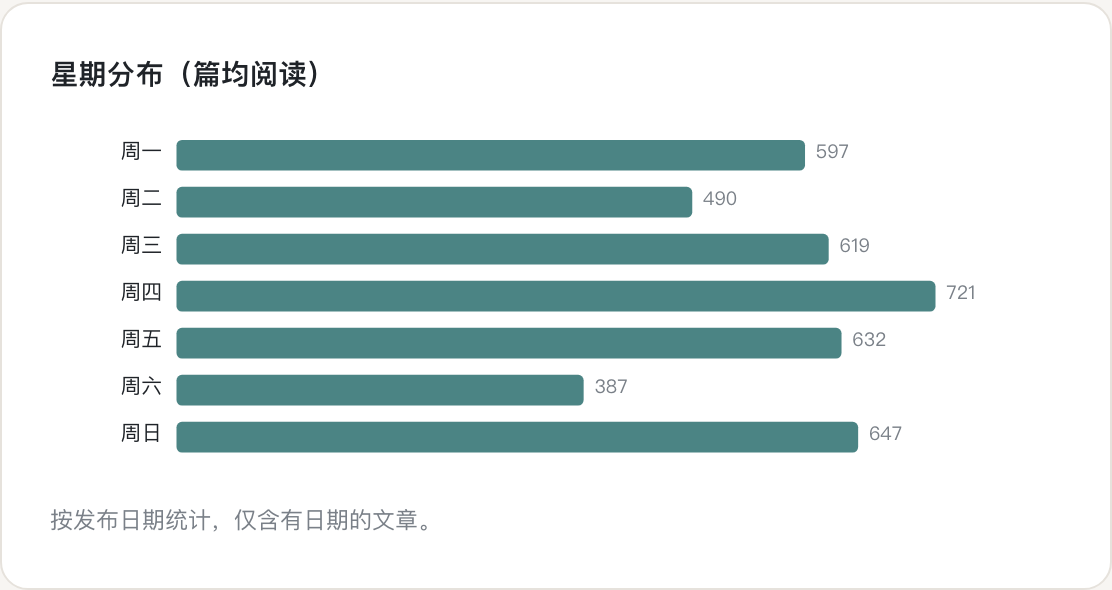 星期分布（篇均阅读）
周一 597
周二 490
周三 619
周四 721
周五 632
周六 387
周日 647
按发布日期统计，仅含有日期的文章。